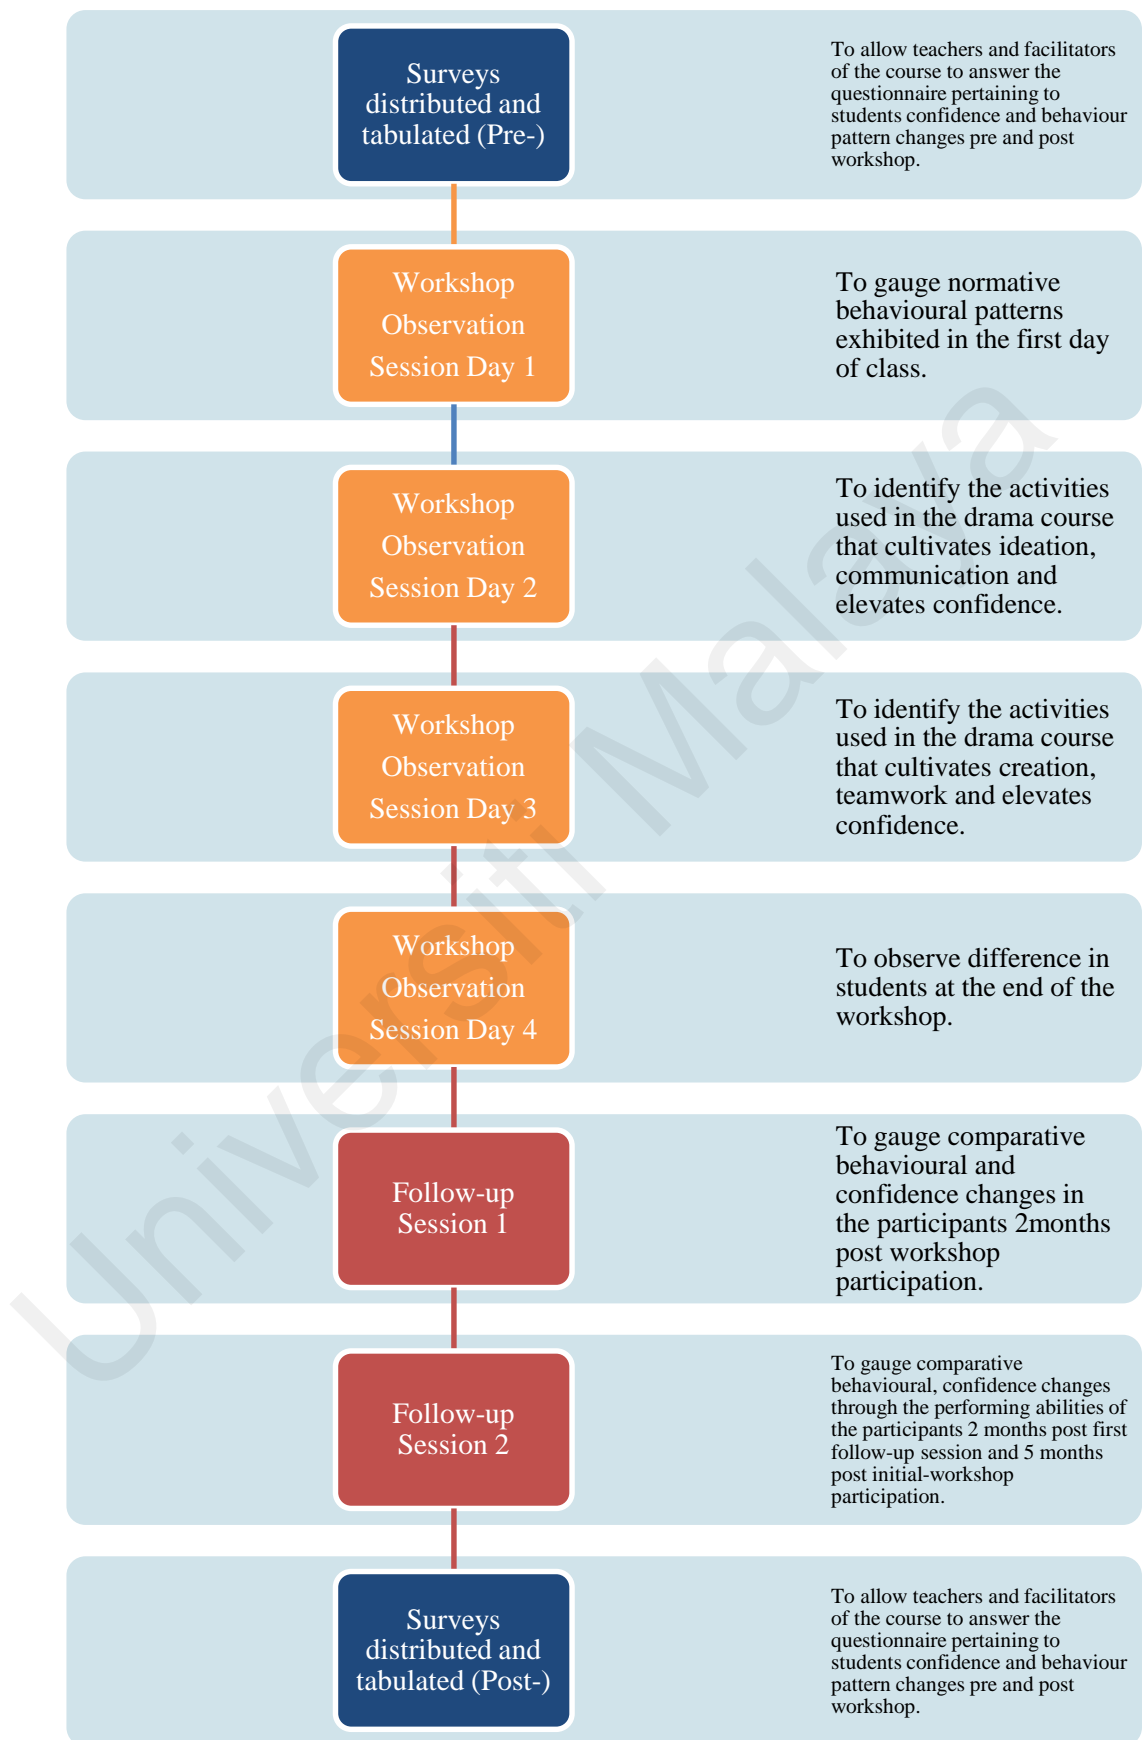 Surveys
distributed and
tabulated (Pre-)
To allow teachers and facilitators
of the course to answer the
questionnaire pertaining to
students confidence and behaviour
pattern changes pre and post
workshop.
Workshop
Observation
Session Day 1
To gauge normative
behavioural patterns
exhibited in the first day
of class.
Workshop
Observation
Session Day 2
To identify the activities
used in the drama course
that cultivates ideation,
communication and
elevates confidence.
Workshop
Observation
Session Day 3
To identify the activities
used in the drama course
that cultivates creation,
teamwork and elevates
confidence.
Workshop
Observation
Session Day 4
To observe difference in
students at the end of the
workshop.
Follow-up
Session 1
To gauge comparative
behavioural and
confidence changes in
the participants 2months
post workshop
participation.
Follow-up
Session 2
To gauge comparative
behavioural, confidence changes
through the performing abilities of
the participants 2 months post first
follow-up session and 5 months
post initial-workshop
participation.
Surveys
distributed and
tabulated (Post-)
To allow teachers and facilitators
of the course to answer the
questionnaire pertaining to
students confidence and behaviour
pattern changes pre and post
workshop.
Universiti Malaya